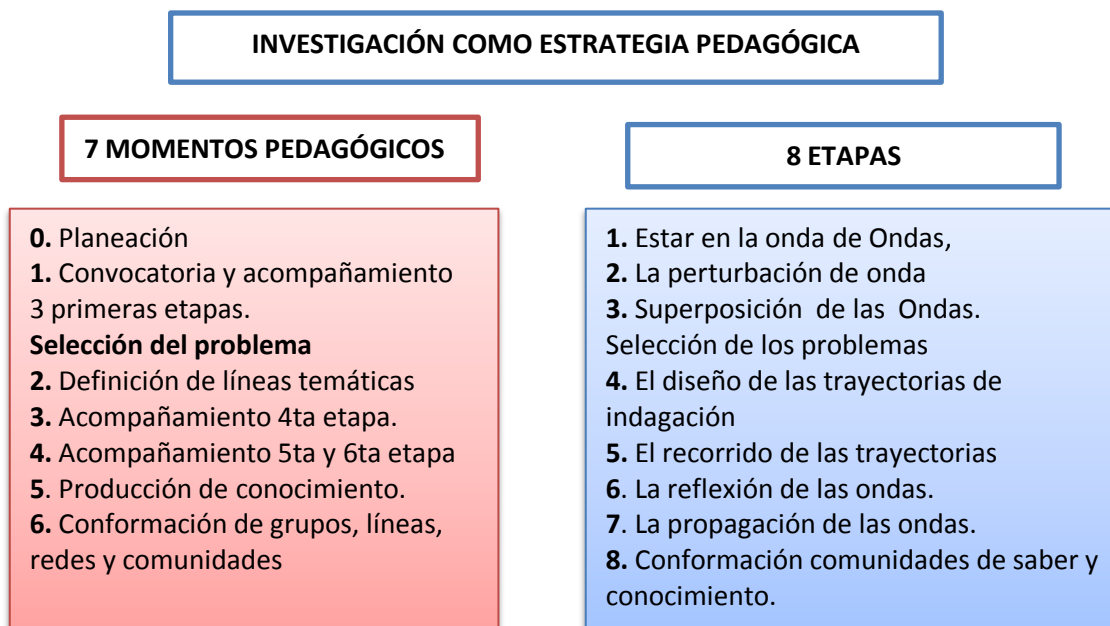 INVESTIGACIÓN COMO ESTRATEGIA PEDAGÓGICA
7 MOMENTOS PEDAGÓGICOS
0. Planeación
1. Convocatoria y acompañamiento
3 primeras etapas.
Selección del problema
2. Definición de líneas temáticas
3. Acompañamiento 4ta etapa.
4. Acompañamiento 5ta y 6ta etapa
5. Producción de conocimiento.
6. Conformación de grupos, líneas,
redes y comunidades
8 ETAPAS
1. Estar en la onda de Ondas,
2. La perturbación de onda
3. Superposición de las Ondas.
Selección de los problemas
4. El diseño de las trayectorias de
indagación
5. El recorrido de las trayectorias
6. La reflexión de las ondas.
7. La propagación de las ondas.
8. Conformación comunidades de saber y
conocimiento.